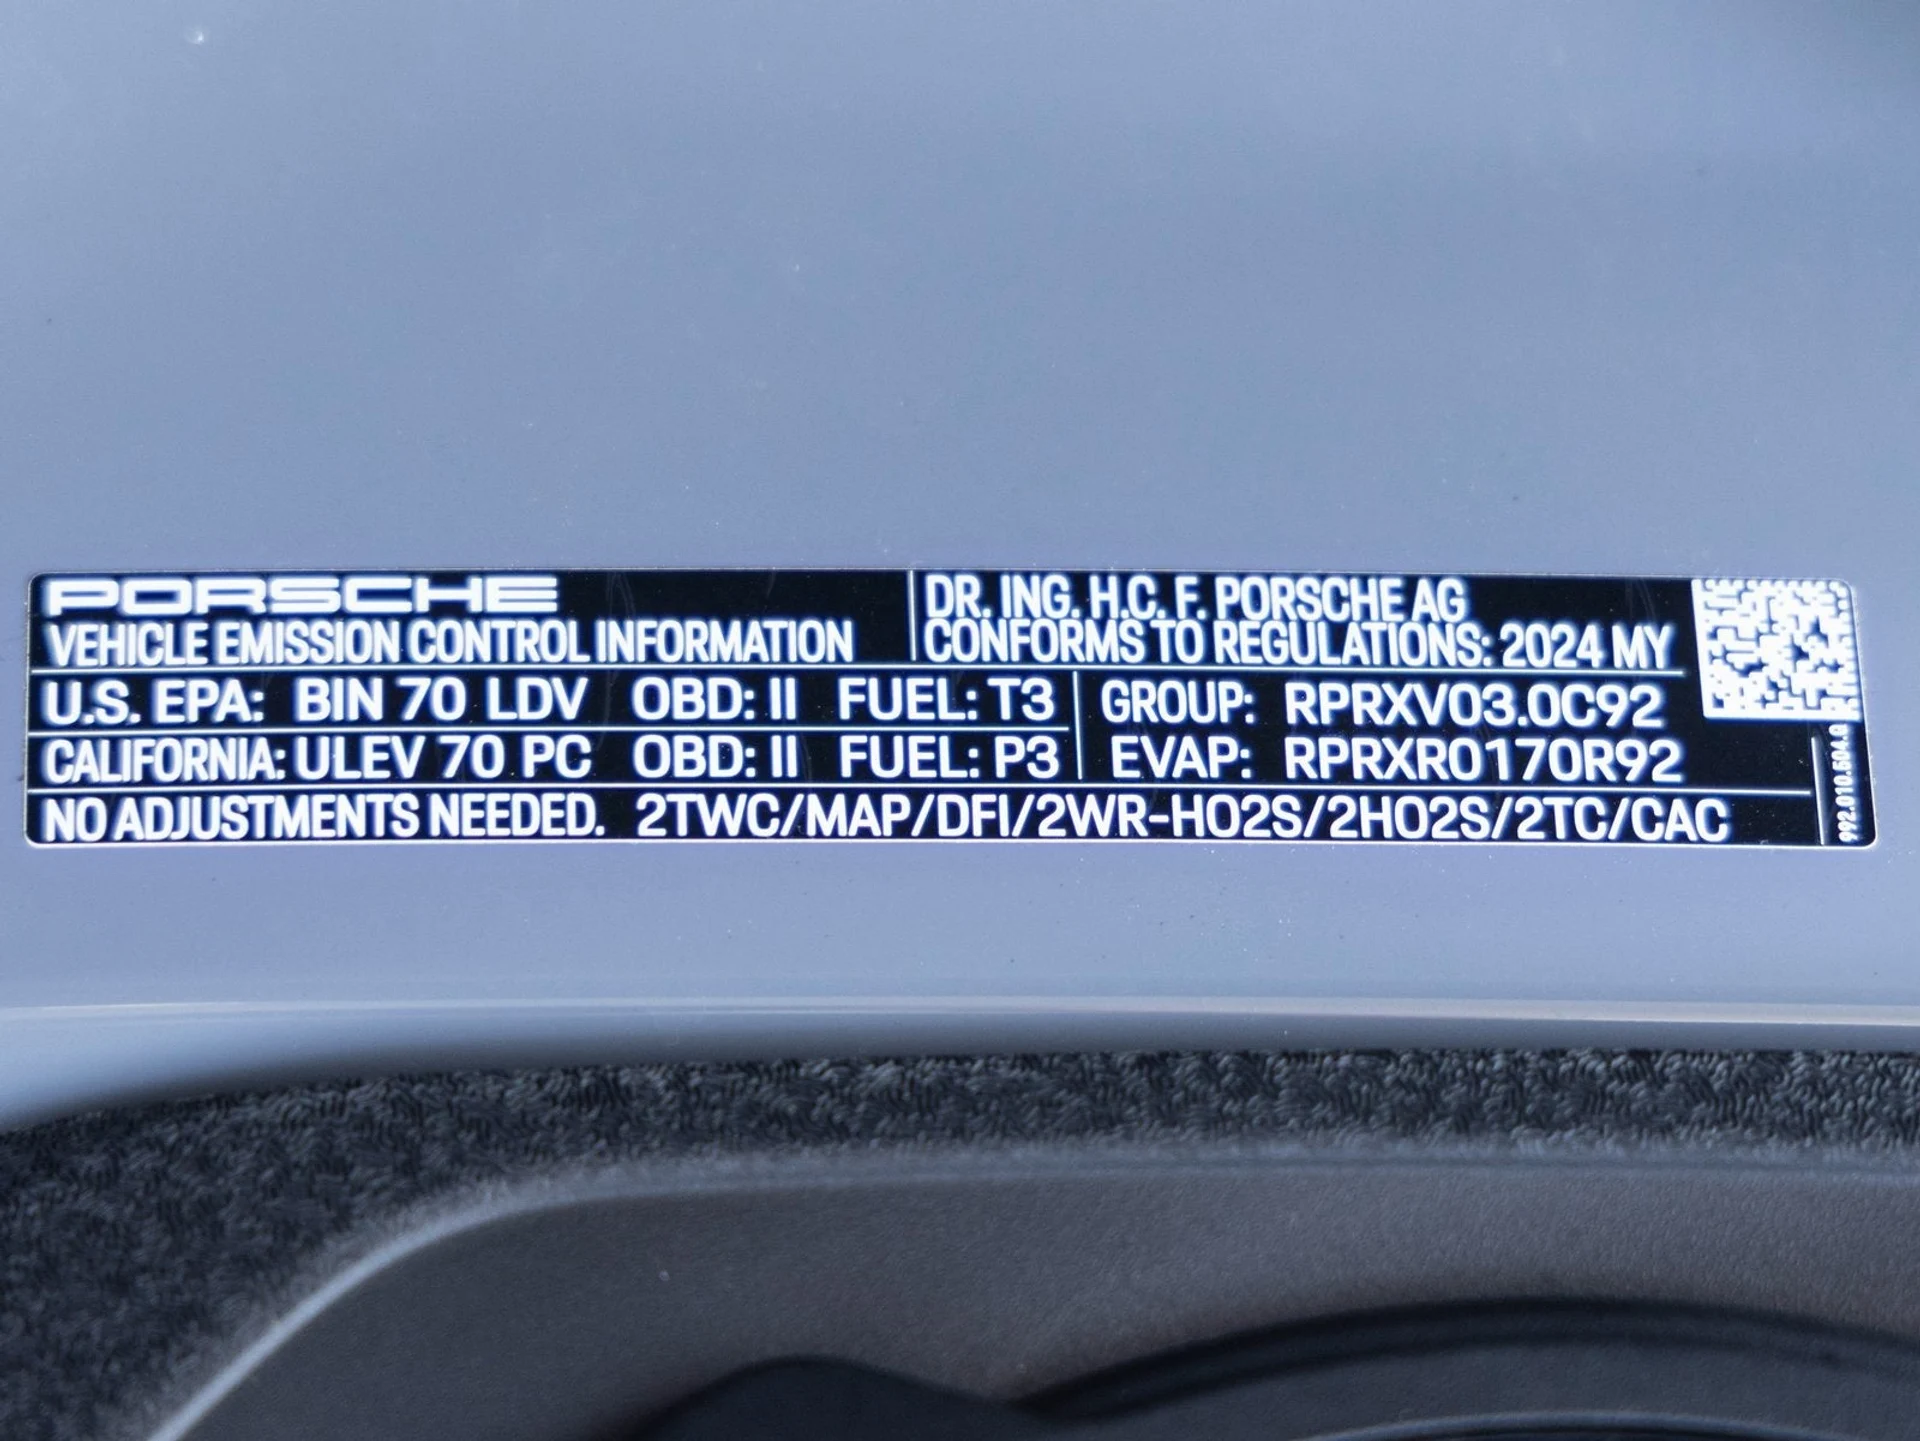 PORSCHE
VEHICLE EMISSION CONTROL INFORMATION
DR. ING. H.C. F. PORSCHE AG
CONFORMS TO REGULATIONS: 2024 MY
U.S. EPA: BIN 70 LDV OBD: II FUEL: T3
CALIFORNIA: ULEV 70 PC OBD: II FUEL: P3
GROUP: RPRXV03.0C92
EVAP: RPRXR0170R92
NO ADJUSTMENTS NEEDED. 2TWC/MAP/DFI/2WR-HO2S/2HO2S/2TC/CAC